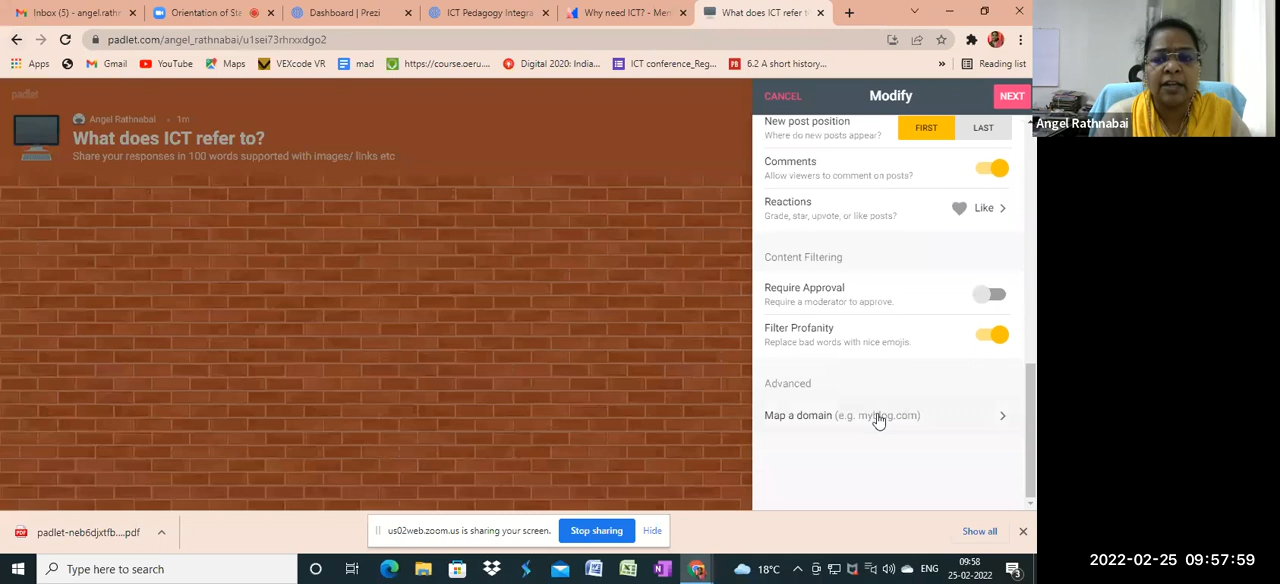 Inbox (5) - angel.rathn
Orientation of Sta
Dashboard | Prezi
ICT Pedagogy Integra
Why need ICT? - Men
What does ICT refer to
padlet.com/angel_rathnabai/u1sei73rhrxxdgo2
Apps
Gmail
YouTube
Maps
VEXcode VR
mad
https://course.oeru....
Digital 2020: India...
ICT conference_Reg...
6.2 A short history...
»
Reading list
padlet
Angel Rathnabai • 1m
What does ICT refer to?
Share your responses in 100 words supported with images/ links etc
CANCEL
Modify
NEXT
New post position
Where do new posts appear?
FIRST
LAST
Comments
Allow viewers to comment on posts?
Reactions
Grade, star, upvote, or like posts?
Like
Content Filtering
Require Approval
Require a moderator to approve.
Filter Profanity
Replace bad words with nice emojis.
Advanced
Map a domain (e.g. myblog.com)
Angel Rathnabai
padlet-neb6djxtfb....pdf
us02web.zoom.us is sharing your screen.
Stop sharing
Hide
Show all
Type here to search
18°C
ENG
09:58
25-02-2022
3
2022-02-25 09:57:59